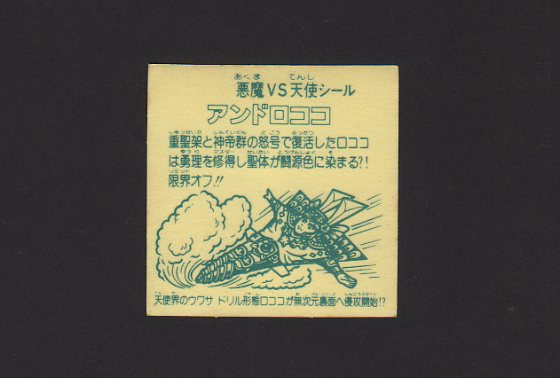 悪魔VS天使シール
アンドロココ
重聖架と神帝群の怒号で復活したロココ
は勇理を修得し聖体が闘源色に染まる?!
限界オフ!!
天使界のウワサ ドリル形態ロココが無次元裏面へ侵攻開始!?